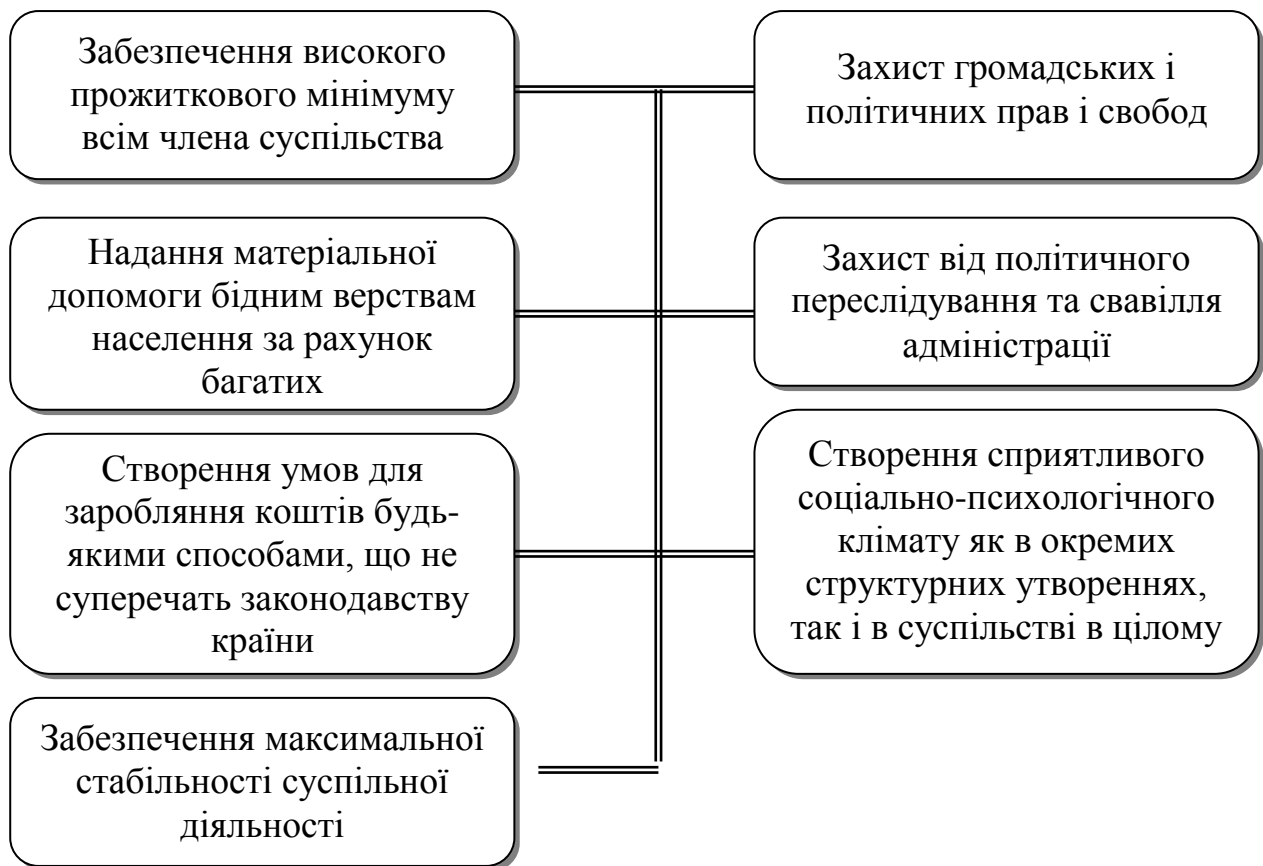 Забезпечення високого
прожиткового мінімуму
всім члена суспільства
Захист громадських і
політичних прав і свобод
Надання матеріальної
допомоги бідним верствам
населення за рахунок
багатих
Захист від політичного
переслідування та свавілля
адміністрації
Створення умов для
заробляння коштів будь-
якими способами, що не
суперечать законодавству
країни
Створення сприятливого
соціально-психологічного
клімату як в окремих
структурних утвореннях,
так і в суспільстві в цілому
Забезпечення максимальної
стабільності суспільної
діяльності